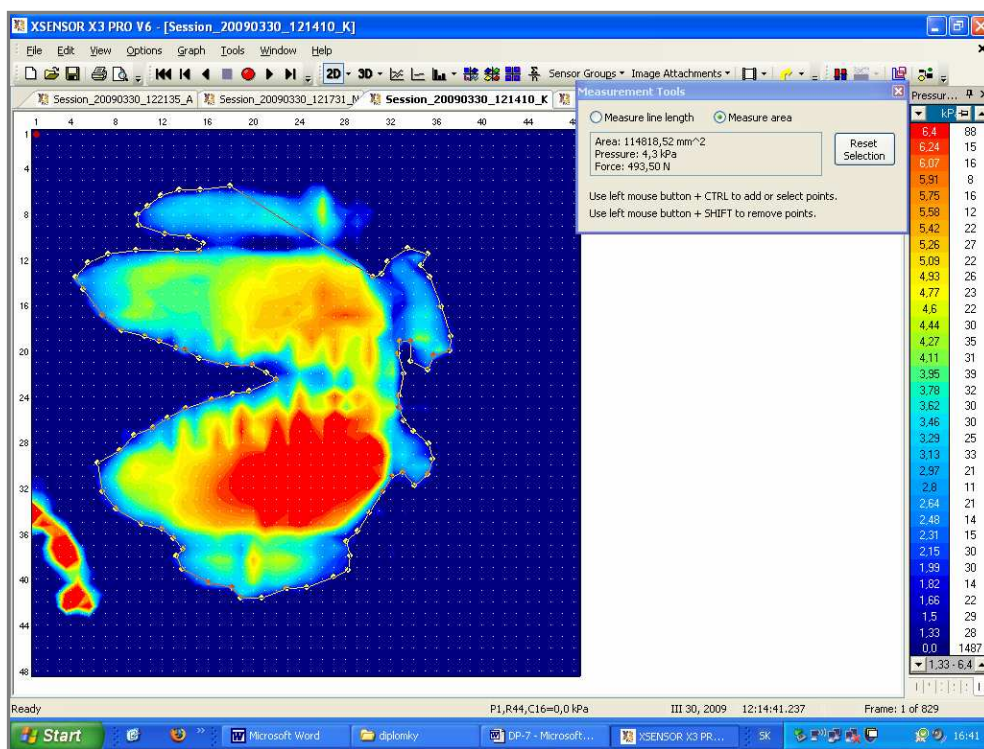 XSENSOR X3 PRO V6 - [Session_20090330_121410_K]
File Edit View Options Graph Tools Window Help
2D 3D Sensor Groups Image Attachments
Session_20090330_122135_A Session_20090330_121731_N Session_20090330_121410_K
Measurement Tools
Measure line length Measure area
Area: 114818,52 mm^2
Pressure: 4,3 kPa
Force: 493,50 N
Reset
Selection
Use left mouse button + CTRL to add or select points.
Use left mouse button + SHIFT to remove points.
Pressur...
1 4 8 12 16 20 24 28 32 36 40 44 48
1
4
8
12
16
20
24
28
32
36
40
44
48
6,4 88
6,24 15
6,07 16
5,91 8
5,75 16
5,58 12
5,42 22
5,26 27
5,09 22
4,93 26
4,77 23
4,6 22
4,44 30
4,27 35
4,11 31
3,95 39
3,78 32
3,62 30
3,46 30
3,29 25
3,13 33
2,97 21
2,8 11
2,64 21
2,48 14
2,31 15
2,15 30
1,99 30
1,82 14
1,66 22
1,5 29
1,33 28
0,0 1487
1,33 - 6,4
Ready P1,R44,C16=0,0 kPa III 30, 2009 12:14:41.237 Frame: 1 of 829
Start Microsoft Word diplomky DP-7 - Microsoft... XSENSOR X3 PR... SK 16:41